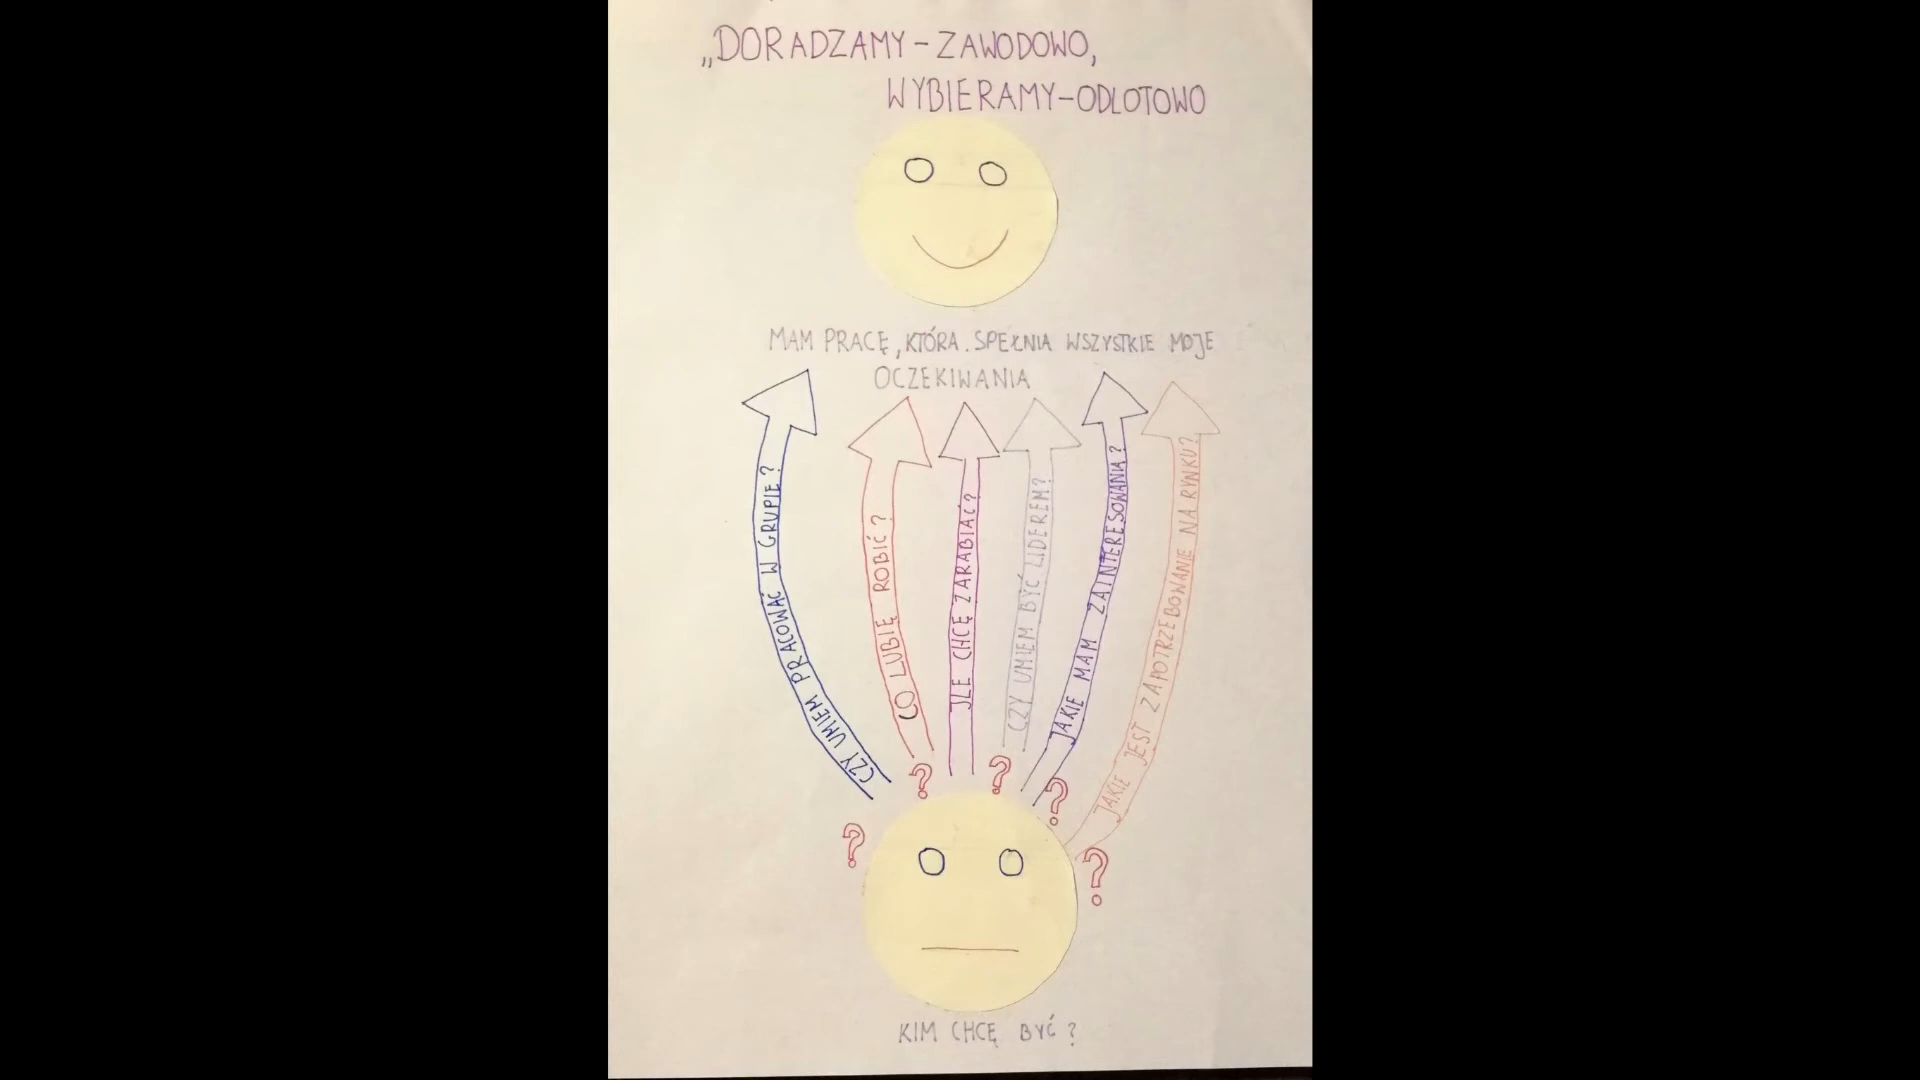 „DORADZAMY - ZAWODOWO,
WYBIERAMY - ODLOTOWO
MAM PRACĘ, KTÓRA. SPEŁNIA WSZYSTKIE MOJE
OCZEKIWANIA
CZY UMIEM PRACOWAĆ W GRUPIE?
CO LUBIĘ ROBIĆ?
JLE CHCĘ ZARABIAĆ?
CZY UMIEM BYĆ LIDEREM?
JAKIE MAM ZAINTERESOWANIA?
JAKIE JEST ZAPOTRZEBOWANIE NA RYNKU?
? ? ? ? ?
KIM CHCĘ BYĆ?